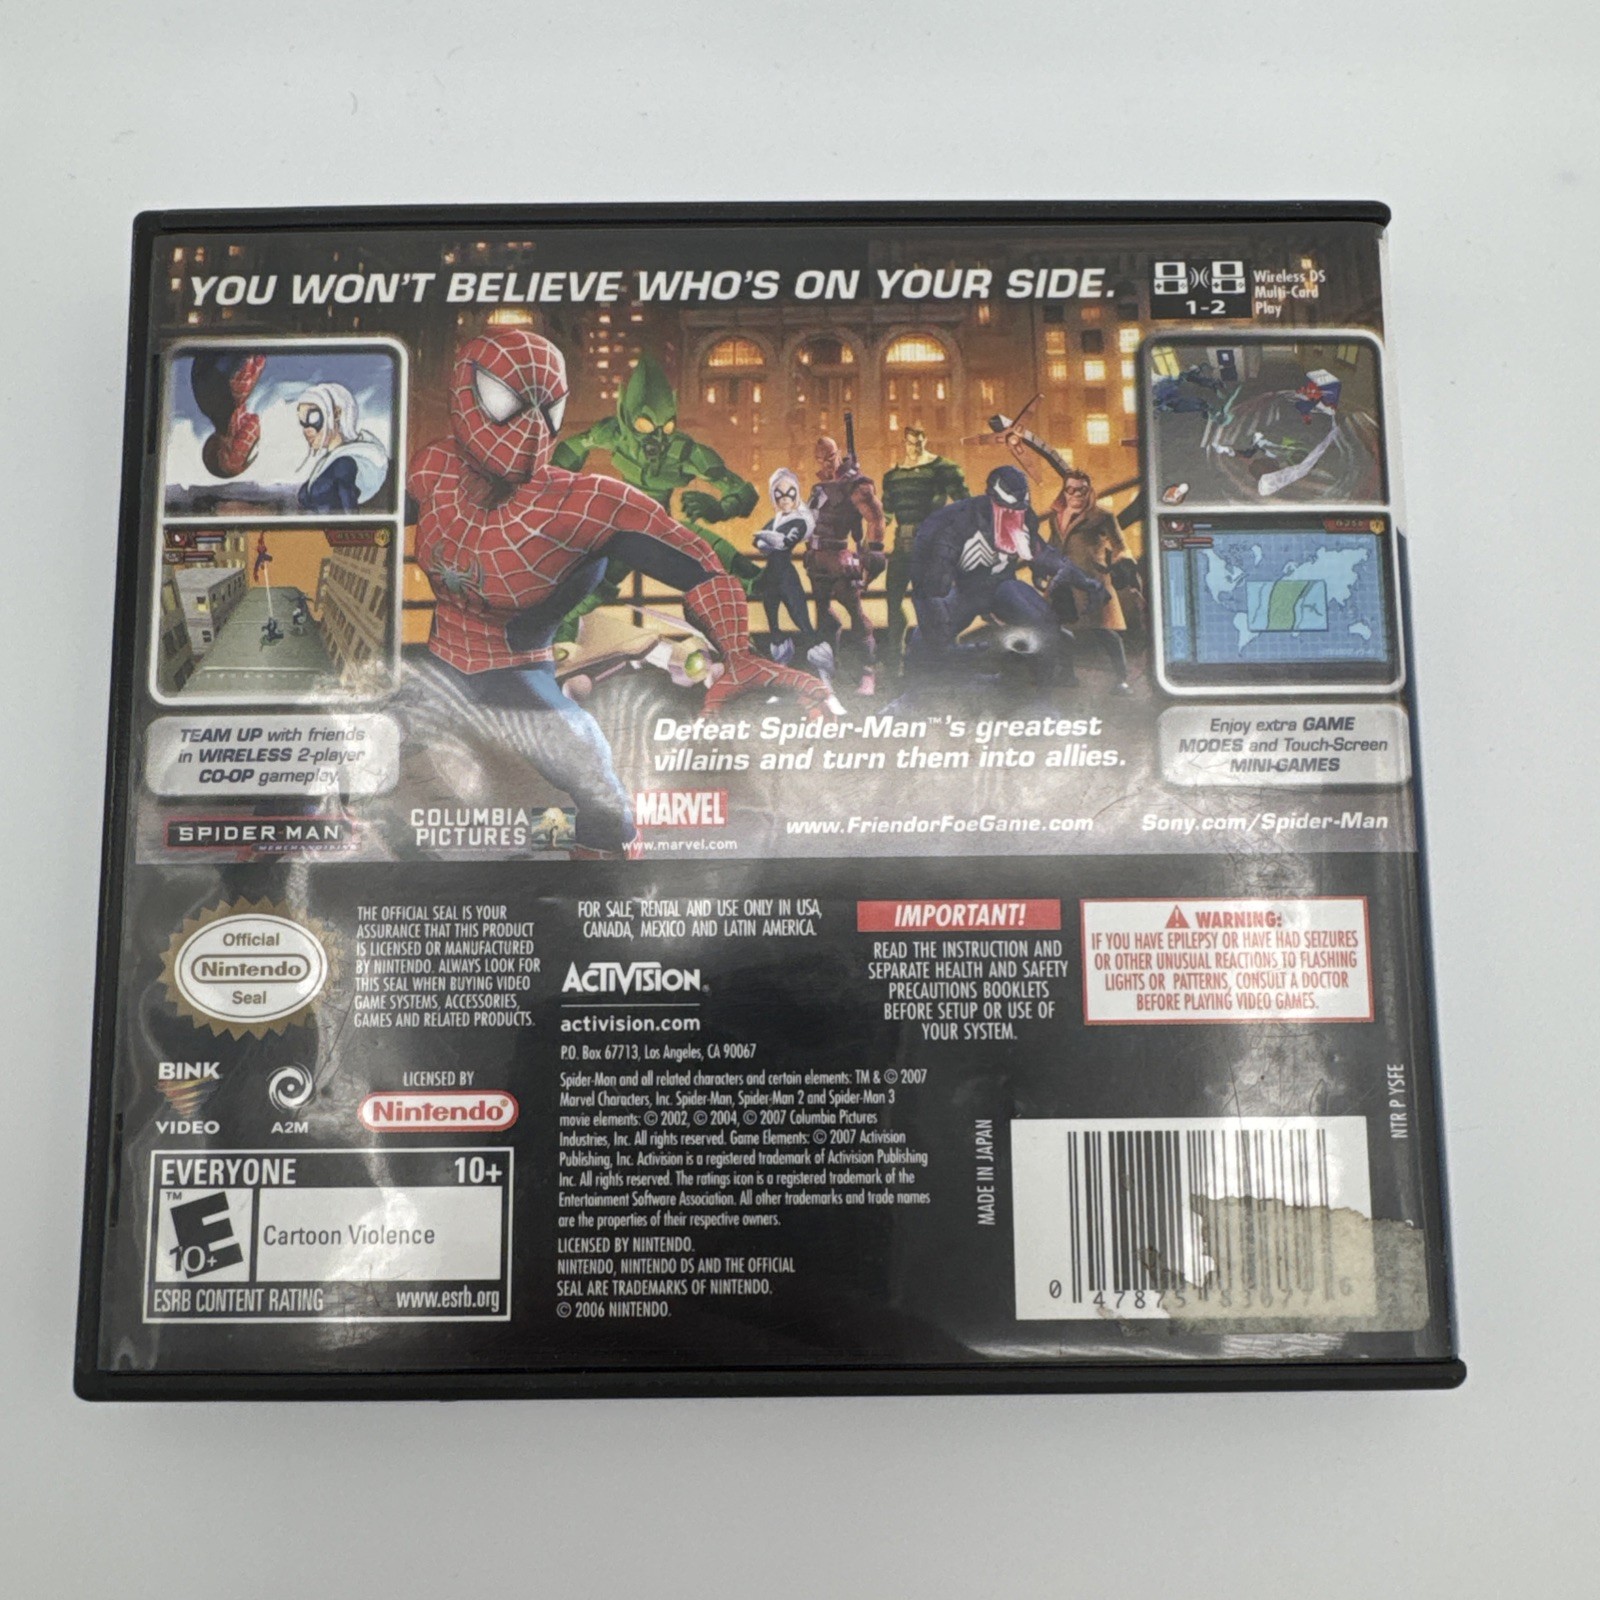 YOU WON'T BELIEVE WHO'S ON YOUR SIDE.
1-2
Wireless DS
Multi-Card
Play
TEAM UP with friends
in WIRELESS 2-player
CO-OP gameplay.
Defeat Spider-Man™'s greatest
villains and turn them into allies.
Enjoy extra GAME
MODES and Touch-Screen
MINI-GAMES
SPIDER-MAN
MERCHANDISING
COLUMBIA
PICTURES
MARVEL
www.marvel.com
www.FriendorFoeGame.com
Sony.com/Spider-Man
Official
Nintendo
Seal
THE OFFICIAL SEAL IS YOUR
ASSURANCE THAT THIS PRODUCT
IS LICENSED OR MANUFACTURED
BY NINTENDO. ALWAYS LOOK FOR
THIS SEAL WHEN BUYING VIDEO
GAME SYSTEMS, ACCESSORIES,
GAMES AND RELATED PRODUCTS.
FOR SALE, RENTAL AND USE ONLY IN USA,
CANADA, MEXICO AND LATIN AMERICA.
ACTIVISION®
activision.com
P.O. Box 67713, Los Angeles, CA 90067
IMPORTANT!
READ THE INSTRUCTION AND
SEPARATE HEALTH AND SAFETY
PRECAUTIONS BOOKLETS
BEFORE SETUP OR USE OF
YOUR SYSTEM.
WARNING:
IF YOU HAVE EPILEPSY OR HAVE HAD SEIZURES
OR OTHER UNUSUAL REACTIONS TO FLASHING
LIGHTS OR PATTERNS, CONSULT A DOCTOR
BEFORE PLAYING VIDEO GAMES.
BINK
VIDEO
A2M
LICENSED BY
Nintendo®
Spider-Man and all related characters and certain elements: TM & © 2007
Marvel Characters, Inc. Spider-Man, Spider-Man 2 and Spider-Man 3
movie elements: © 2002, © 2004, © 2007 Columbia Pictures
Industries, Inc. All rights reserved. Game Elements: © 2007 Activision
Publishing, Inc. Activision is a registered trademark of Activision Publishing
Inc. All rights reserved. The ratings icon is a registered trademark of the
Entertainment Software Association. All other trademarks and trade names
are the properties of their respective owners.
LICENSED BY NINTENDO.
NINTENDO, NINTENDO DS AND THE OFFICIAL
SEAL ARE TRADEMARKS OF NINTENDO.
© 2006 NINTENDO.
EVERYONE 10+
™
E
10+
Cartoon Violence
ESRB CONTENT RATING www.esrb.org
MADE IN JAPAN
NTR P YSFE
0 47875 6